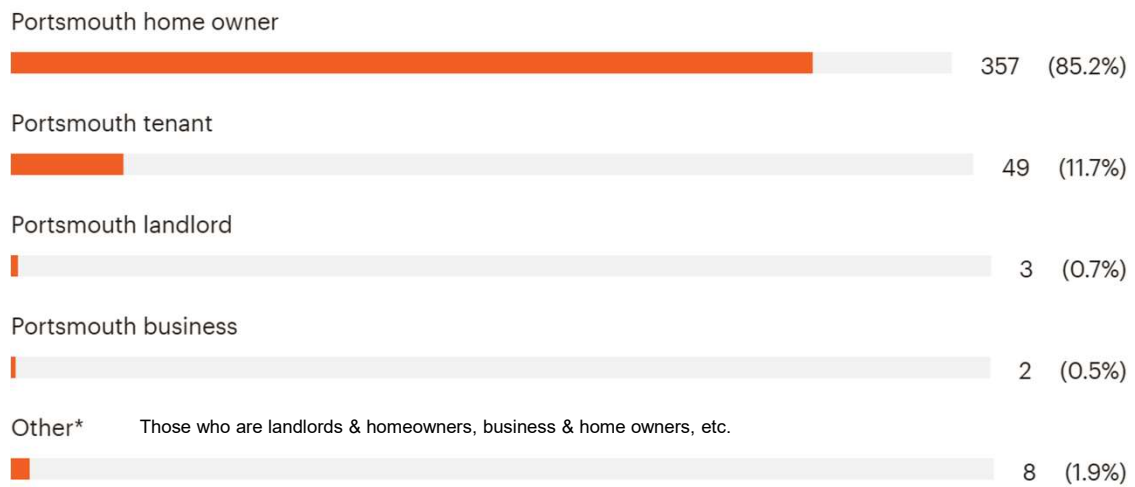 Portsmouth home owner
357 (85.2%)
Portsmouth tenant
49 (11.7%)
Portsmouth landlord
3 (0.7%)
Portsmouth business
2 (0.5%)
Other* Those who are landlords & homeowners, business & home owners, etc.
8 (1.9%)